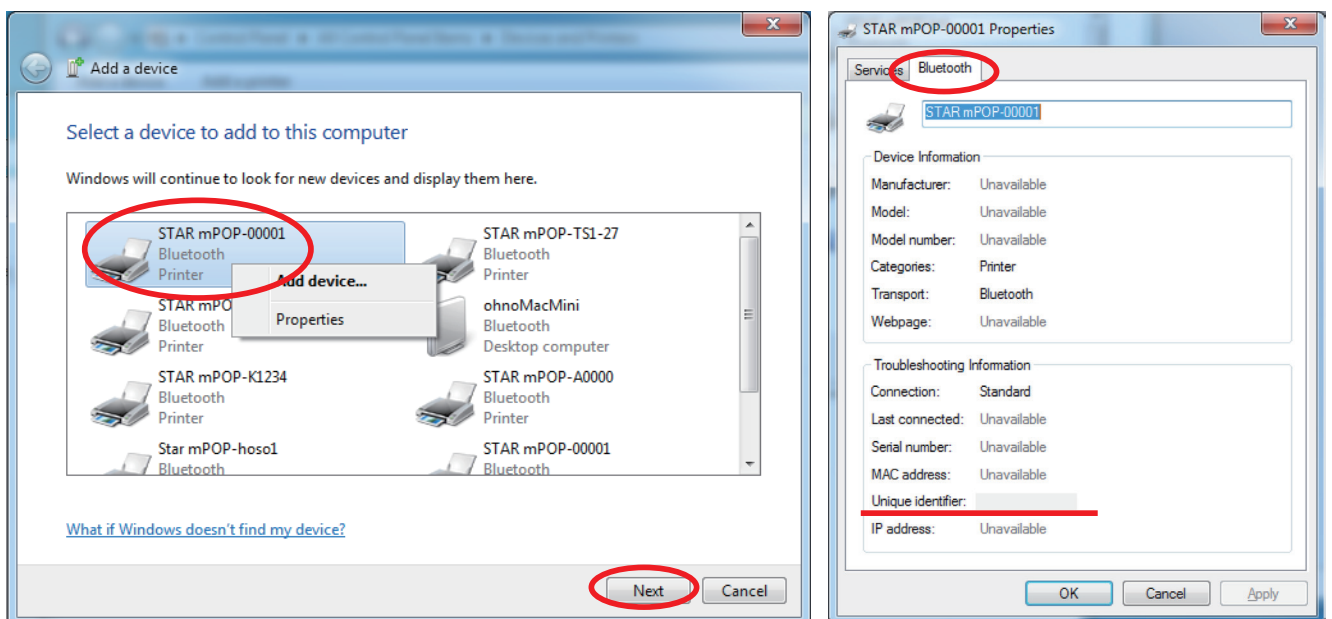 Add a device
Select a device to add to this computer
Windows will continue to look for new devices and display them here.
STAR mPOP-00001
Bluetooth
Printer
STAR mPOP-TS1-27
Bluetooth
Printer
Add device...
Properties
STAR mPO
Bluetooth
Printer
ohnoMacMini
Bluetooth
Desktop computer
STAR mPOP-K1234
Bluetooth
Printer
STAR mPOP-A0000
Bluetooth
Printer
Star mPOP-hoso1
Bluetooth
STAR mPOP-00001
Bluetooth
What if Windows doesn't find my device?
Next Cancel
STAR mPOP-00001 Properties
Services Bluetooth
STAR mPOP-00001
Device Information
Manufacturer: Unavailable
Model: Unavailable
Model number: Unavailable
Categories: Printer
Transport: Bluetooth
Webpage: Unavailable
Troubleshooting Information
Connection: Standard
Last connected: Unavailable
Serial number: Unavailable
MAC address: Unavailable
Unique identifier:
IP address: Unavailable
OK Cancel Apply